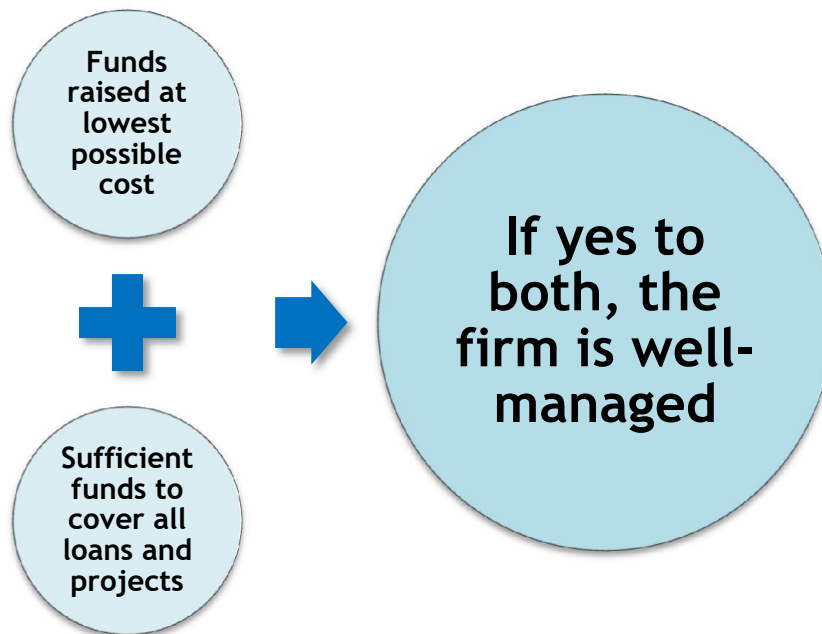 Funds
raised at
lowest
possible
cost
Sufficient
funds to
cover all
loans and
projects
If yes to
both, the
firm is well-
managed